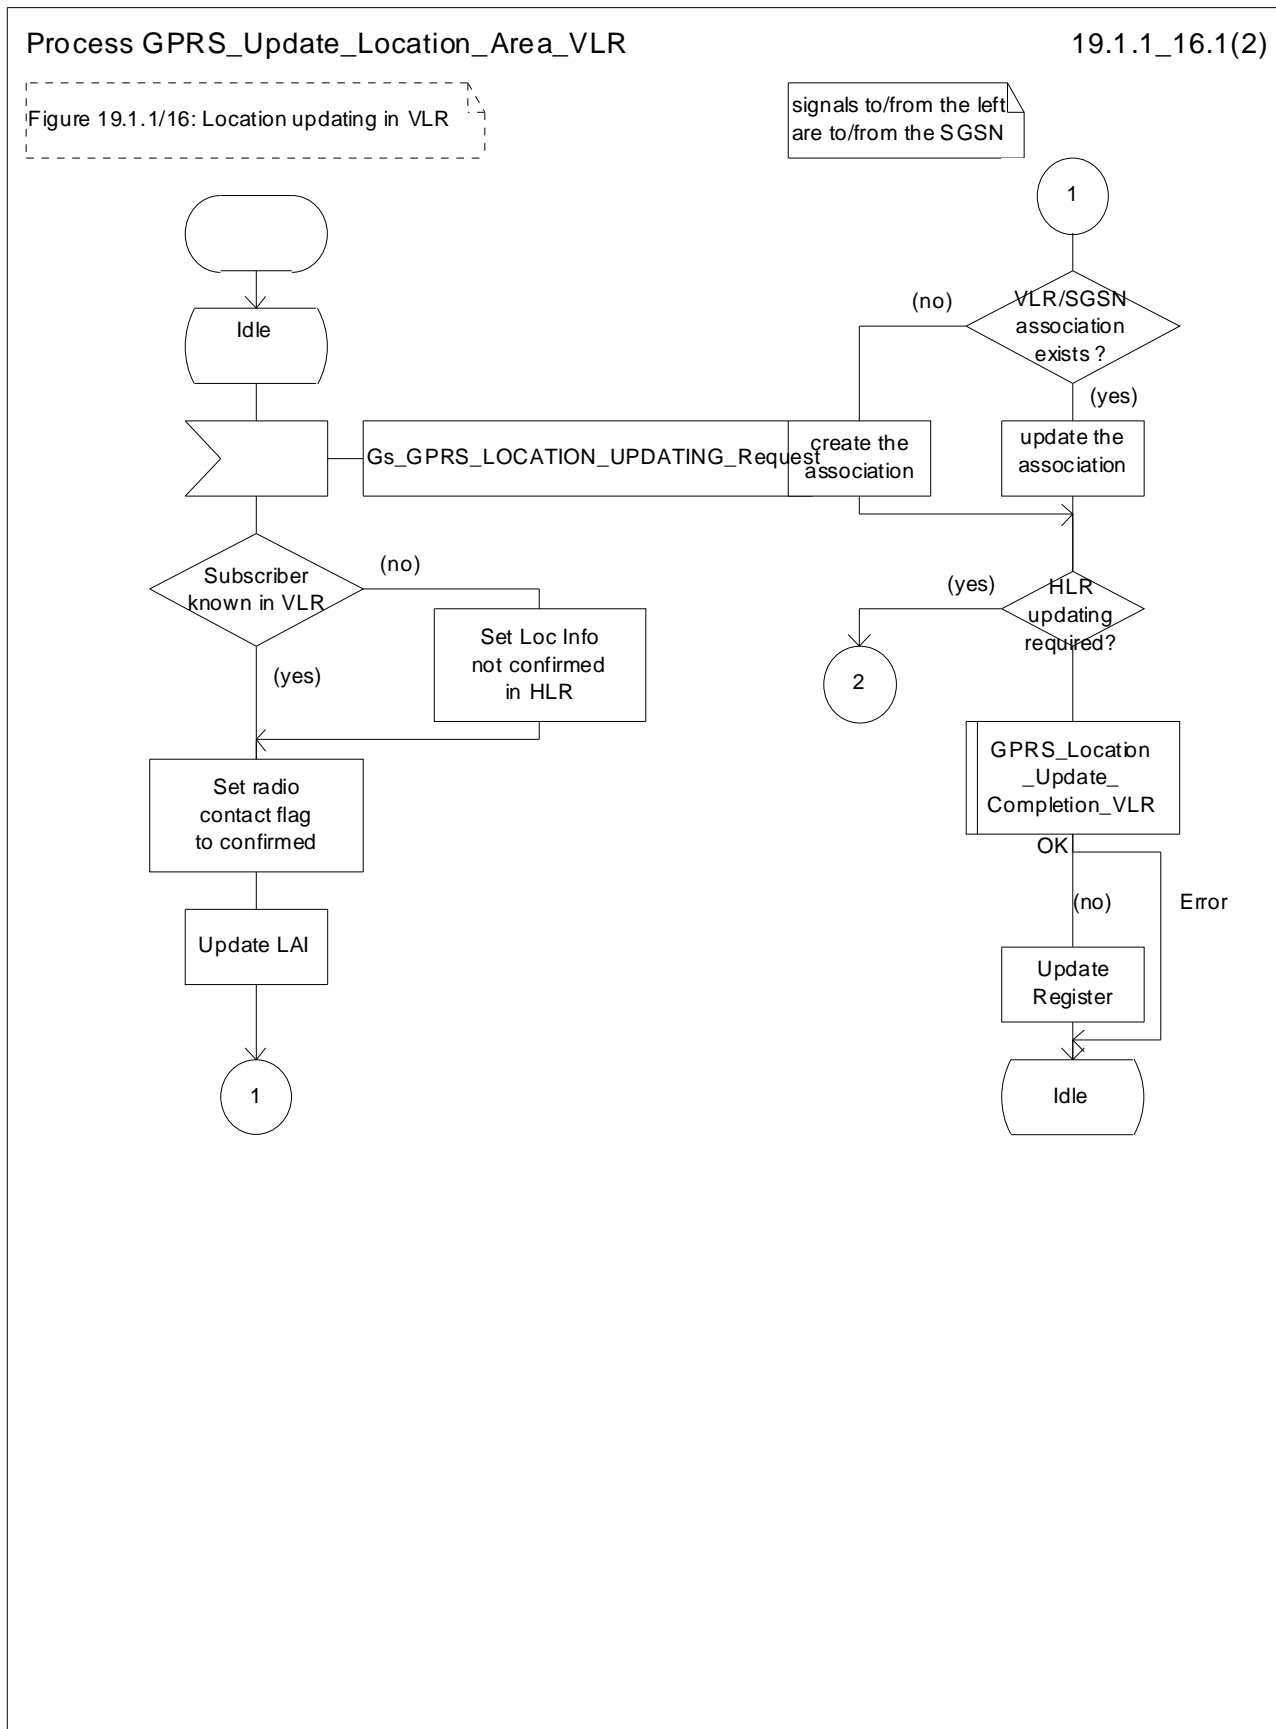 Process GPRS_Update_Location_Area_VLR
19.1.1_16.1(2)
Figure 19.1.1/16: Location updating in VLR
signals to/from the left
are to/from the SGSN
Idle
Gs_GPRS_LOCATION_UPDATING_Request
Subscriber
known in VLR
(no)
(yes)
Set Loc Info
not confirmed
in HLR
Set radio
contact flag
to confirmed
Update LAI
1
1
VLR/SGSN
association
exists ?
(no)
(yes)
create the
association
update the
association
HLR
updating
required?
(yes)
2
GPRS_Location
_Update_
Completion_VLR
OK
(no)
Error
Update
Register
Idle